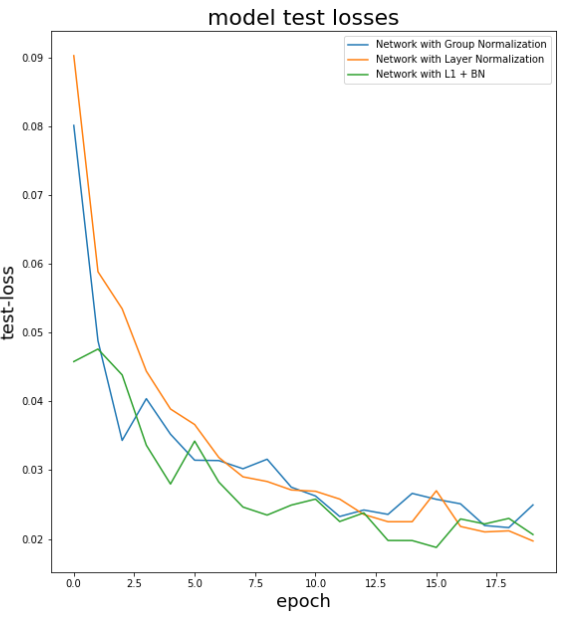 model test losses
Network with Group Normalization
Network with Layer Normalization
Network with L1 + BN
0.09
0.08
0.07
0.06
0.05
0.04
0.03
0.02
test-loss
0.0 2.5 5.0 7.5 10.0 12.5 15.0 17.5
epoch